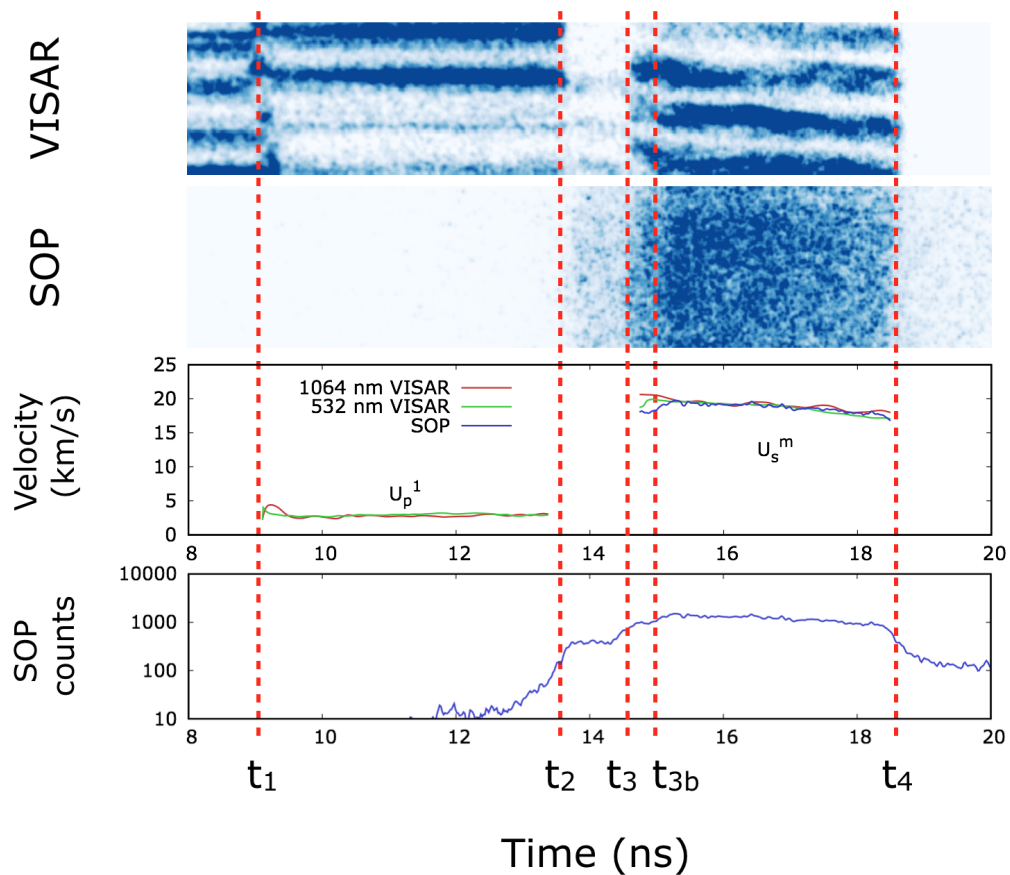 VISAR
SOP
Velocity
(km/s)
25
20
15
10
5
0
1064 nm VISAR
532 nm VISAR
SOP
Up1
Usm
8 10 12 14 16 18 20
SOP
counts
10000
1000
100
10
8 10 12 14 16 18 20
t1 t2 t3 t3b t4
Time (ns)